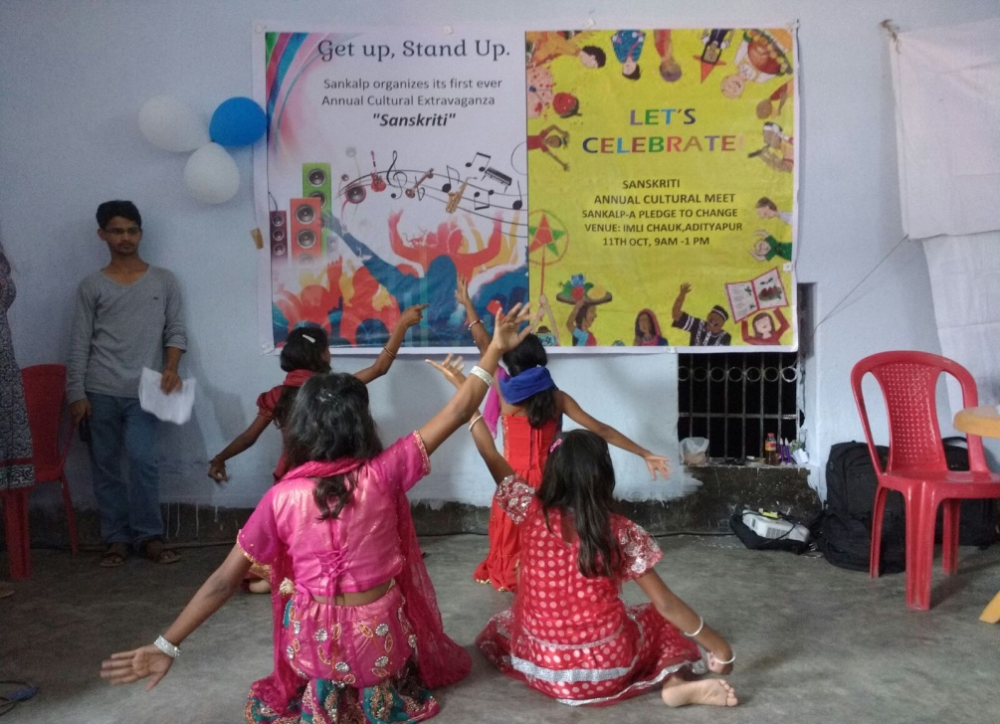 Get up, Stand Up.
Sankalp organizes its first ever
Annual Cultural Extravaganza
"Sanskriti"
LET'S
CELEBRATE!
SANSKRITI
ANNUAL CULTURAL MEET
SANKALP-A PLEDGE TO CHANGE
VENUE: IMLI CHAUK,ADITYAPUR
11TH OCT, 9AM -1 PM